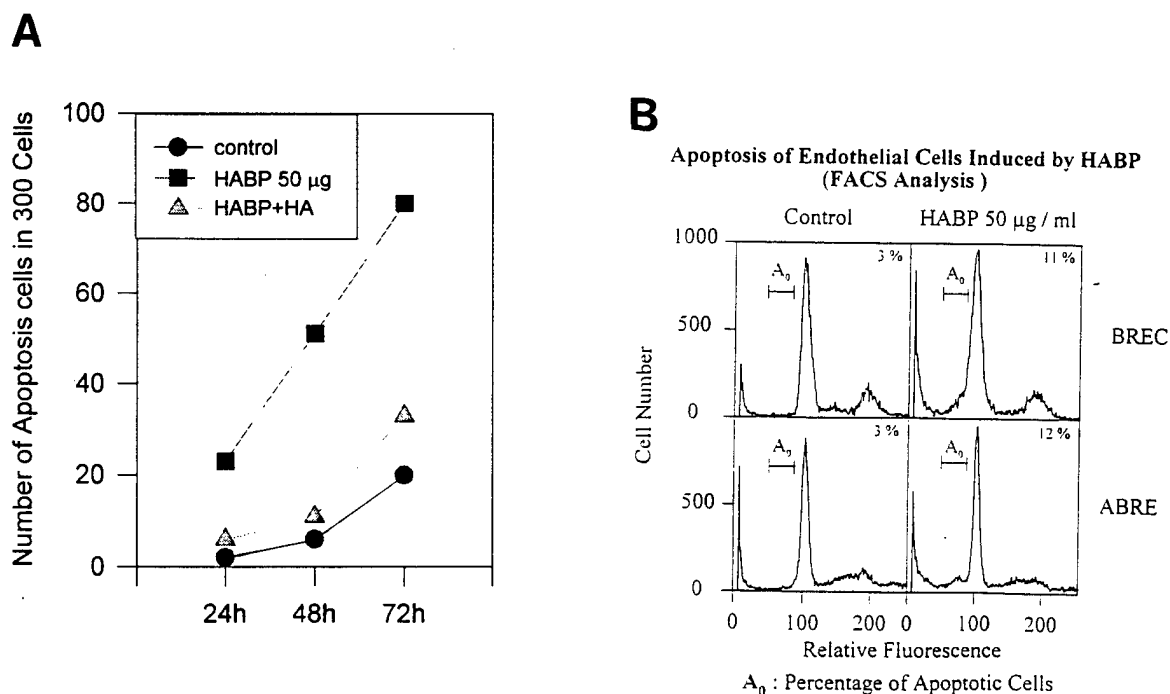 A
Number of Apoptosis cells in 300 Cells
100
80
60
40
20
0
control
HABP 50 µg
HABP+HA
24h
48h
72h
B
Apoptosis of Endothelial Cells Induced by HABP
(FACS Analysis )
Control
HABP 50 µg / ml
Cell Number
1000
500
0
500
0
A₀
3 %
A₀
11 %
BREC
A₀
3 %
A₀
12 %
ABRE
0
100
200
0
100
200
Relative Fluorescence
A₀ : Percentage of Apoptotic Cells